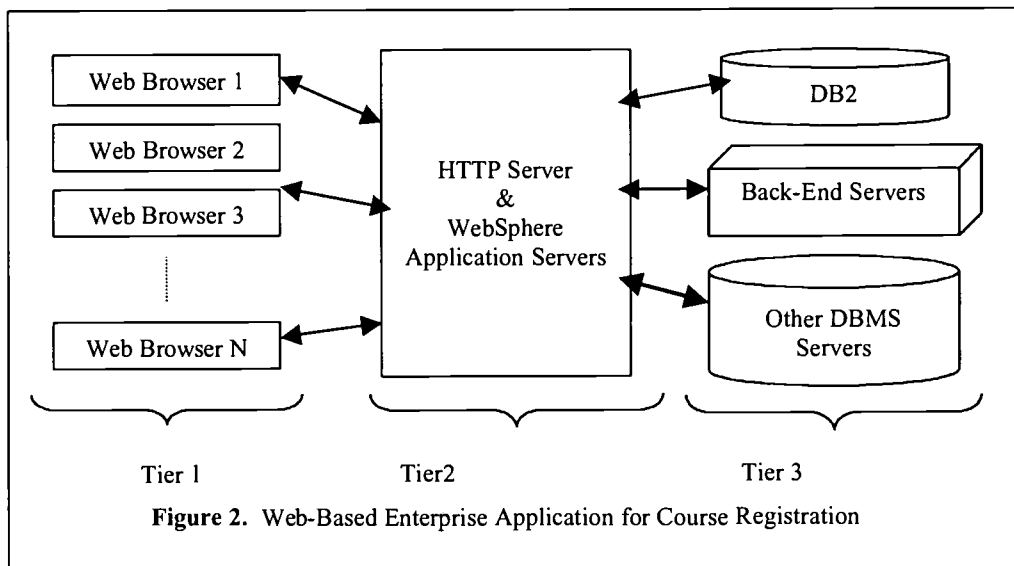 Web Browser 1
Web Browser 2
Web Browser 3
Web Browser N
HTTP Server
&
WebSphere
Application Servers
DB2
Back-End Servers
Other DBMS
Servers
Tier 1
Tier2
Tier 3
Figure 2. Web-Based Enterprise Application for Course Registration